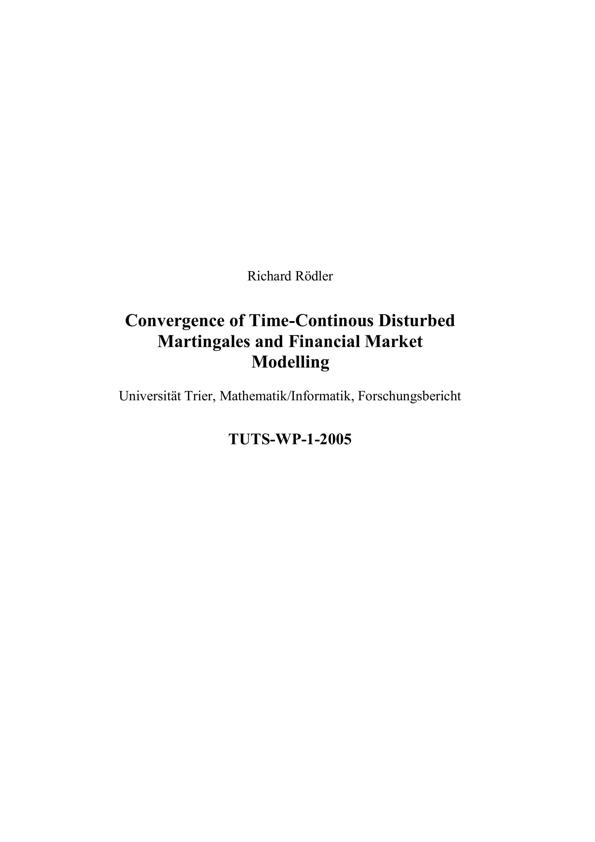 Richard Rödler
Convergence of Time-Continous Disturbed
Martingales and Financial Market
Modelling
Universität Trier, Mathematik/Informatik, Forschungsbericht
TUTS-WP-1-2005